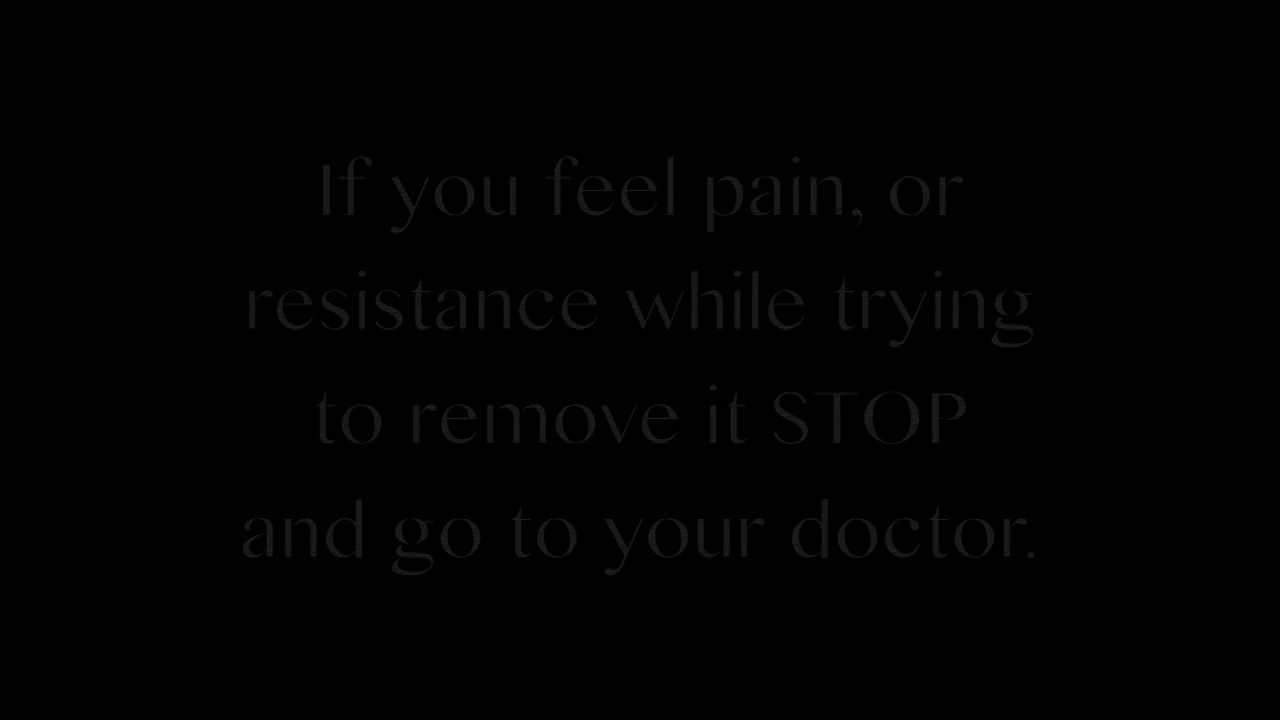 If you feel pain, or
resistance while trying
to remove it STOP
and go to your doctor.